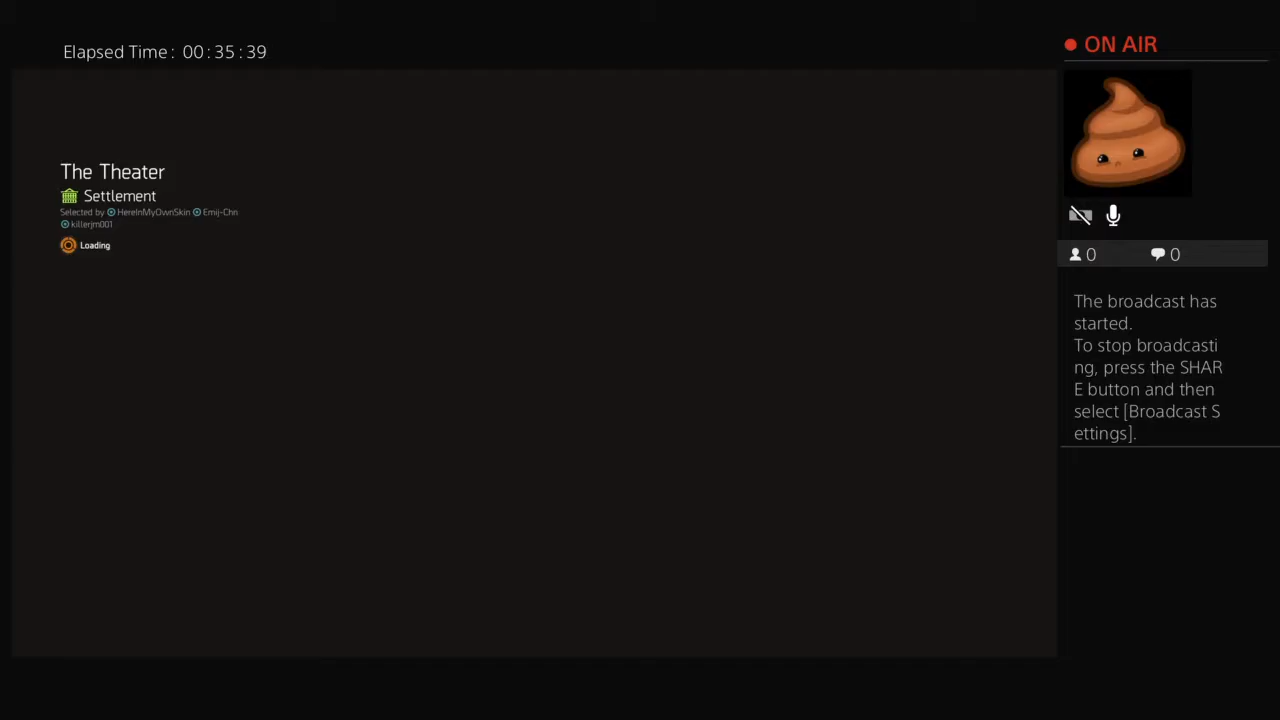 Elapsed Time: 00:35:39
ON AIR
The Theater
Settlement
Selected by HereInMyOwnSkin Emij-Chn
killerjm001
Loading
0 0
The broadcast has
started.
To stop broadcasti
ng, press the SHAR
E button and then
select [Broadcast S
ettings].